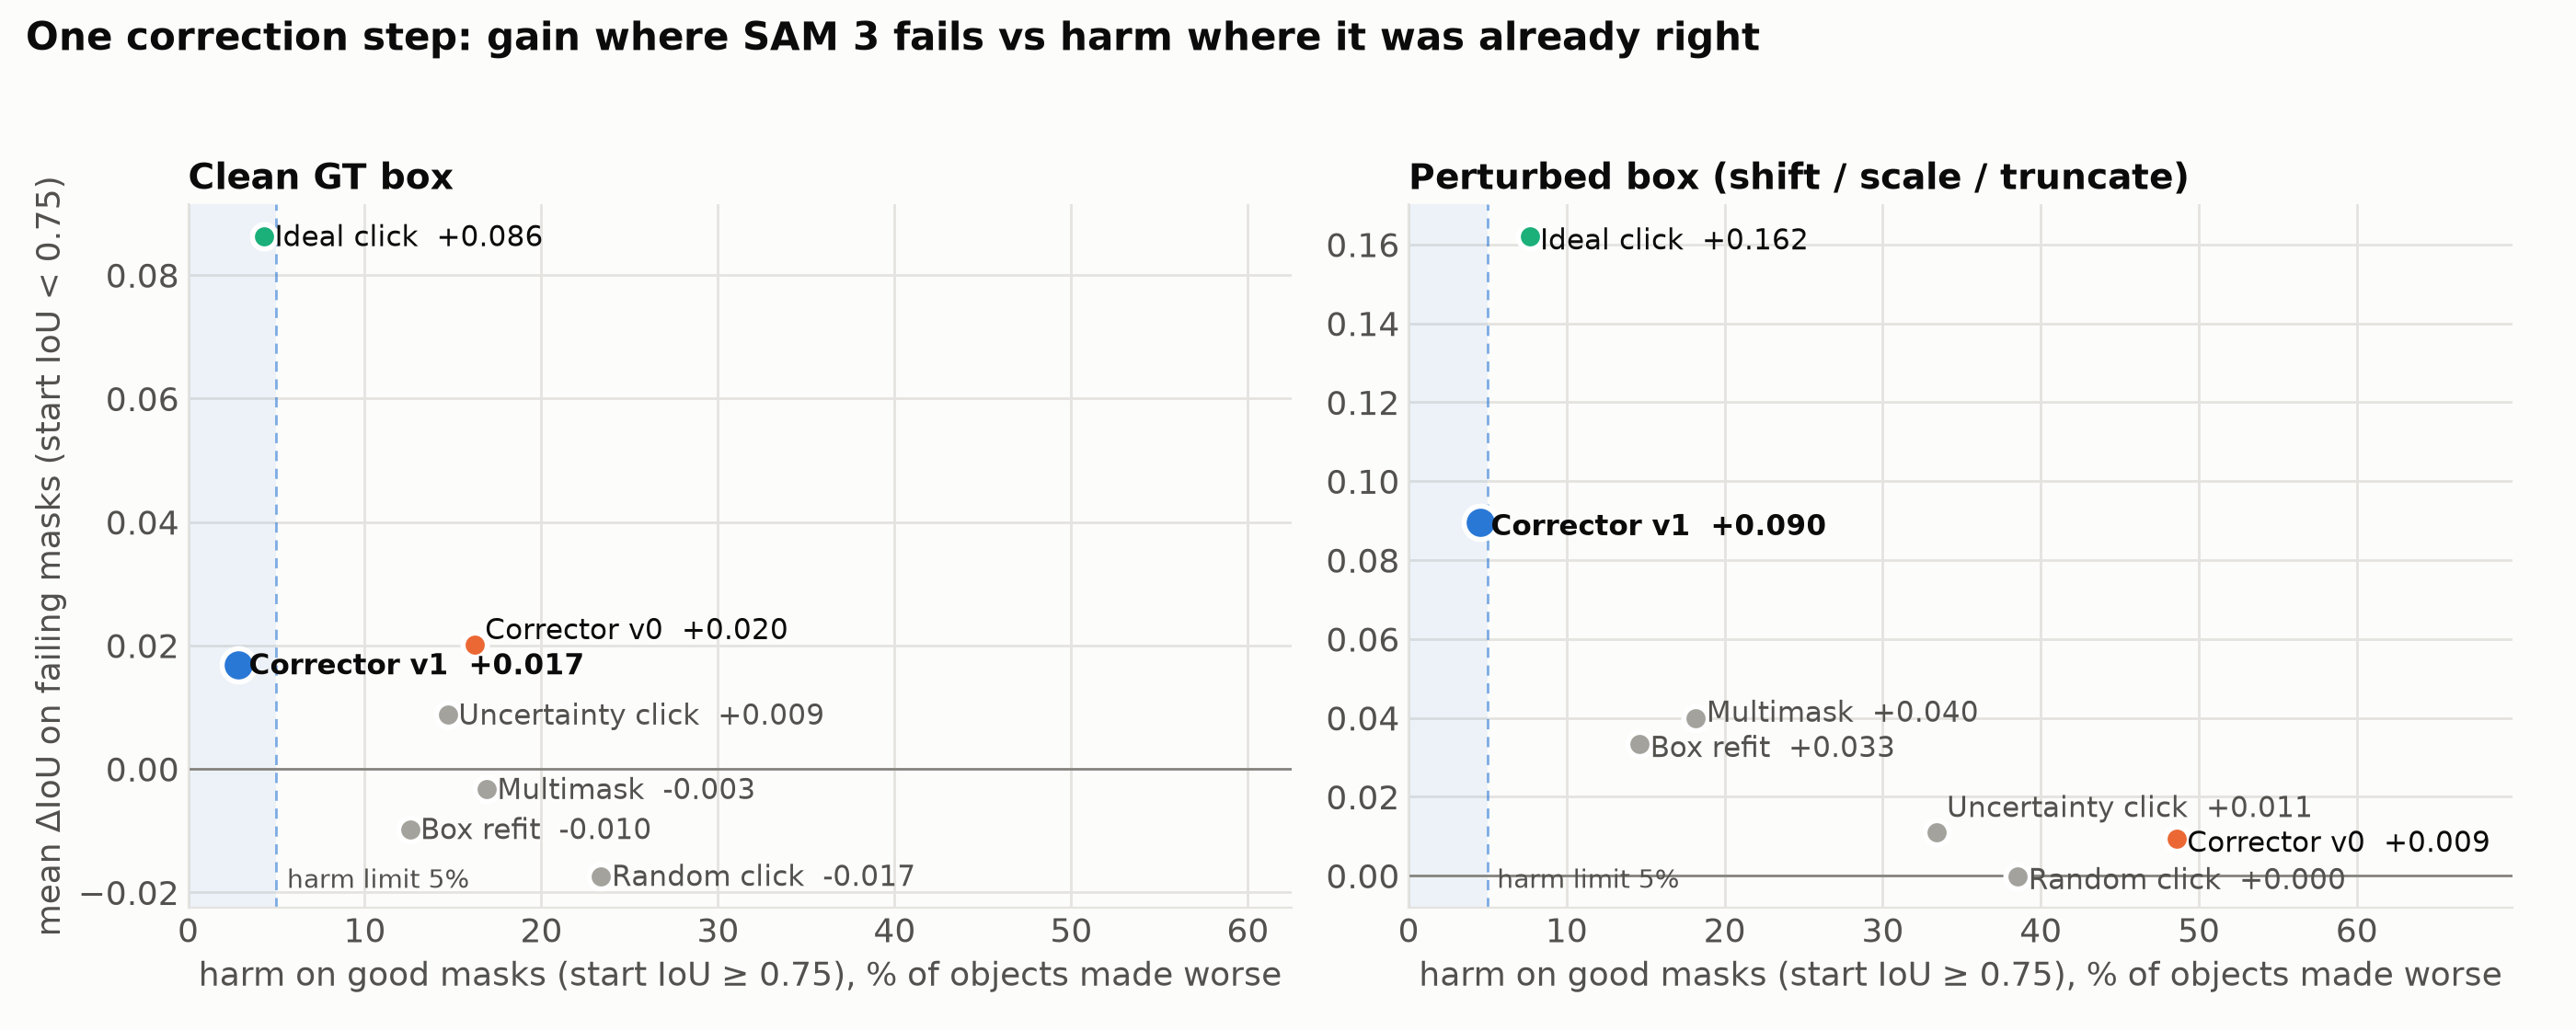 One correction step: gain where SAM 3 fails vs harm where it was already right
Clean GT box
mean ΔIoU on failing masks (start IoU < 0.75)
0.08
0.06
0.04
0.02
0.00
−0.02
Ideal click +0.086
Corrector v0 +0.020
Corrector v1 +0.017
Uncertainty click +0.009
Multimask -0.003
Box refit -0.010
Random click -0.017
harm limit 5%
0 10 20 30 40 50 60
harm on good masks (start IoU ≥ 0.75), % of objects made worse
Perturbed box (shift / scale / truncate)
0.16
0.14
0.12
0.10
0.08
0.06
0.04
0.02
0.00
Ideal click +0.162
Corrector v1 +0.090
Multimask +0.040
Box refit +0.033
Uncertainty click +0.011
Corrector v0 +0.009
Random click +0.000
harm limit 5%
0 10 20 30 40 50 60
harm on good masks (start IoU ≥ 0.75), % of objects made worse